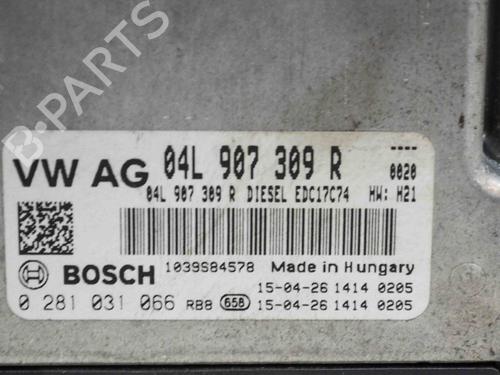 VW AG 04L 907 309 R
----
0020
04L 907 309 R DIESEL EDC17C74 HW: H21
BOSCH 1039S84578 Made in Hungary
15-04-26 1414 0205
0 281 031 066 RB8 658 15-04-26 1414 0205
B-PARTS